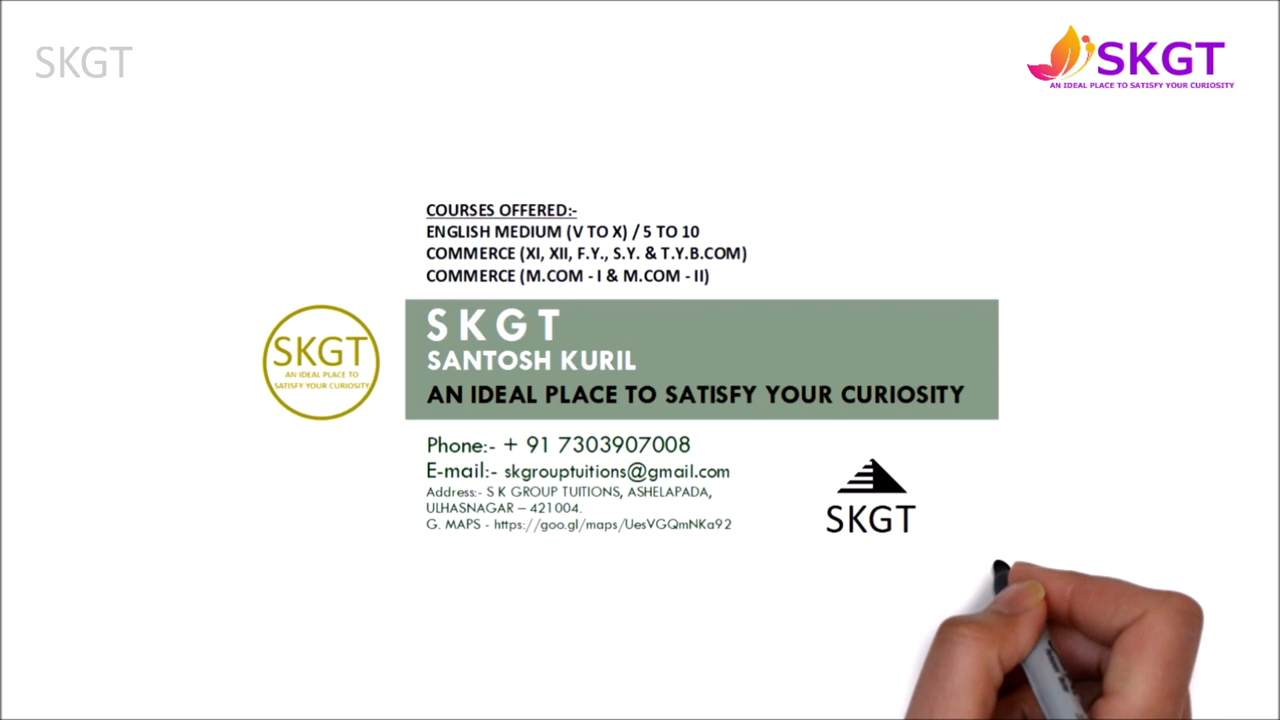 SKGT
SKGT
AN IDEAL PLACE TO SATISFY YOUR CURIOSITY
COURSES OFFERED:-
ENGLISH MEDIUM (V TO X) / 5 TO 10
COMMERCE (XI, XII, F.Y., S.Y. & T.Y.B.COM)
COMMERCE (M.COM - I & M.COM - II)
SKGT
AN IDEAL PLACE TO
SATISFY YOUR CURIOSITY
S K G T
SANTOSH KURIL
AN IDEAL PLACE TO SATISFY YOUR CURIOSITY
Phone:- + 91 7303907008
E-mail:- skgrouptuitions@gmail.com
Address:- S K GROUP TUITIONS, ASHELAPADA,
ULHASNAGAR – 421004.
G. MAPS - https://goo.gl/maps/UesVGQmNKa92
SKGT